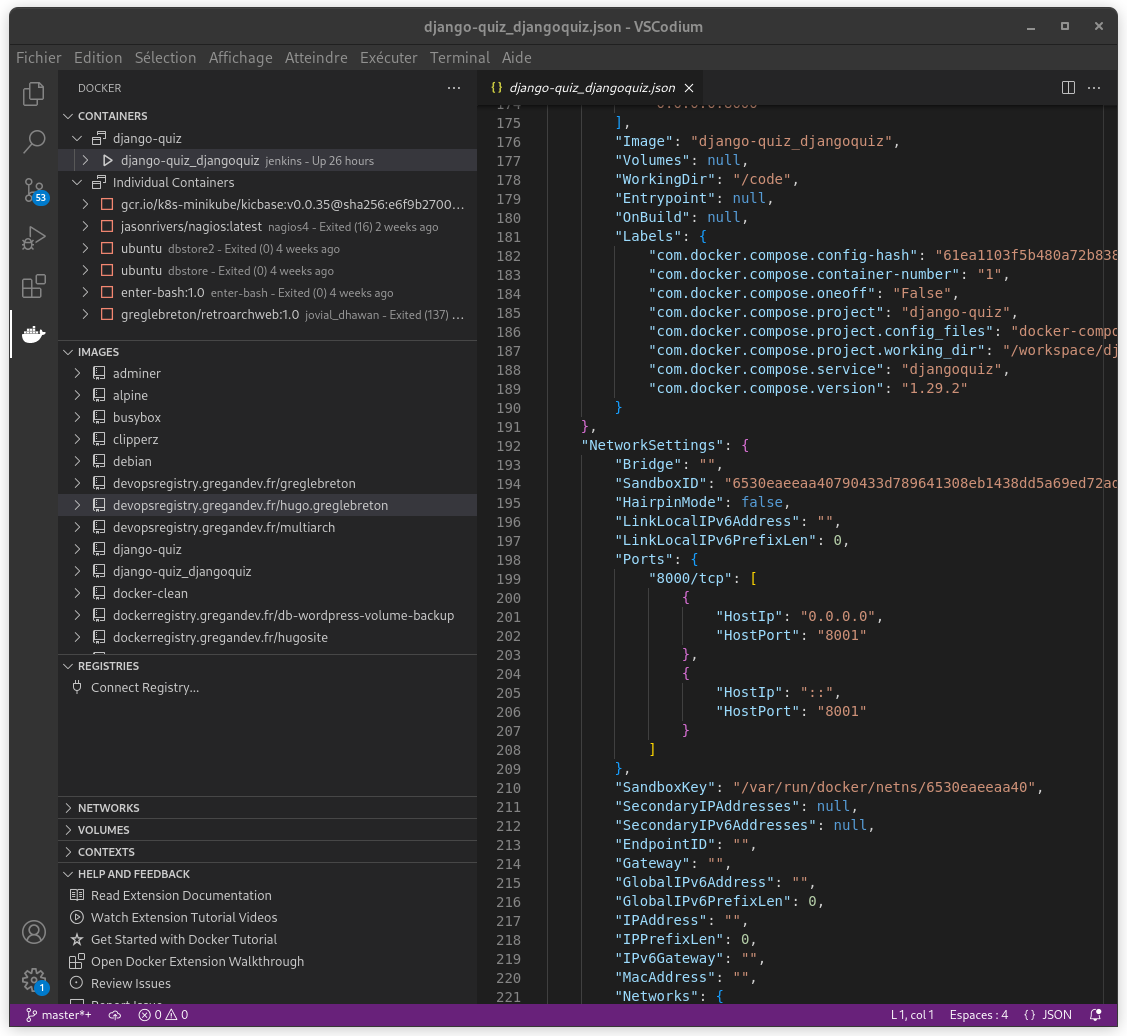 django-quiz_djangoquiz.json - VSCodium
Fichier Edition Sélection Affichage Atteindre Exécuter Terminal Aide
DOCKER
CONTAINERS
django-quiz
django-quiz_djangoquiz jenkins - Up 26 hours
Individual Containers
gcr.io/k8s-minikube/kicbase:v0.0.35@sha256:e6f9b2700...
jasonrivers/nagios:latest nagios4 - Exited (16) 2 weeks ago
ubuntu dbstore2 - Exited (0) 4 weeks ago
ubuntu dbstore - Exited (0) 4 weeks ago
enter-bash:1.0 enter-bash - Exited (0) 4 weeks ago
greglebreton/retroarchweb:1.0 jovial_dhawan - Exited (137) ...
IMAGES
adminer
alpine
busybox
clipperz
debian
devopsregistry.gregandev.fr/greglebreton
devopsregistry.gregandev.fr/hugo.greglebreton
devopsregistry.gregandev.fr/multiarch
django-quiz
django-quiz_djangoquiz
docker-clean
dockerregistry.gregandev.fr/db-wordpress-volume-backup
dockerregistry.gregandev.fr/hugosite
REGISTRIES
Connect Registry...
NETWORKS
VOLUMES
CONTEXTS
HELP AND FEEDBACK
Read Extension Documentation
Watch Extension Tutorial Videos
Get Started with Docker Tutorial
Open Docker Extension Walkthrough
Review Issues
Report Issue
53
1
{} django-quiz_djangoquiz.json
174 "0.0.0.0:8000"
175 ],
176 "Image": "django-quiz_djangoquiz",
177 "Volumes": null,
178 "WorkingDir": "/code",
179 "Entrypoint": null,
180 "OnBuild": null,
181 "Labels": {
182 "com.docker.compose.config-hash": "61ea1103f5b480a72b838
183 "com.docker.compose.container-number": "1",
184 "com.docker.compose.oneoff": "False",
185 "com.docker.compose.project": "django-quiz",
186 "com.docker.compose.project.config_files": "docker-compo
187 "com.docker.compose.project.working_dir": "/workspace/dj
188 "com.docker.compose.service": "djangoquiz",
189 "com.docker.compose.version": "1.29.2"
190 }
191 },
192 "NetworkSettings": {
193 "Bridge": "",
194 "SandboxID": "6530eaeeaa40790433d789641308eb1438dd5a69ed72ad
195 "HairpinMode": false,
196 "LinkLocalIPv6Address": "",
197 "LinkLocalIPv6PrefixLen": 0,
198 "Ports": {
199 "8000/tcp": [
200 {
201 "HostIp": "0.0.0.0",
202 "HostPort": "8001"
203 },
204 {
205 "HostIp": "::",
206 "HostPort": "8001"
207 }
208 ]
209 },
210 "SandboxKey": "/var/run/docker/netns/6530eaeeaa40",
211 "SecondaryIPAddresses": null,
212 "SecondaryIPv6Addresses": null,
213 "EndpointID": "",
214 "Gateway": "",
215 "GlobalIPv6Address": "",
216 "GlobalIPv6PrefixLen": 0,
217 "IPAddress": "",
218 "IPPrefixLen": 0,
219 "IPv6Gateway": "",
220 "MacAddress": "",
221 "Networks": {
master*+ 0 0 L 1, col 1 Espaces : 4 {} JSON